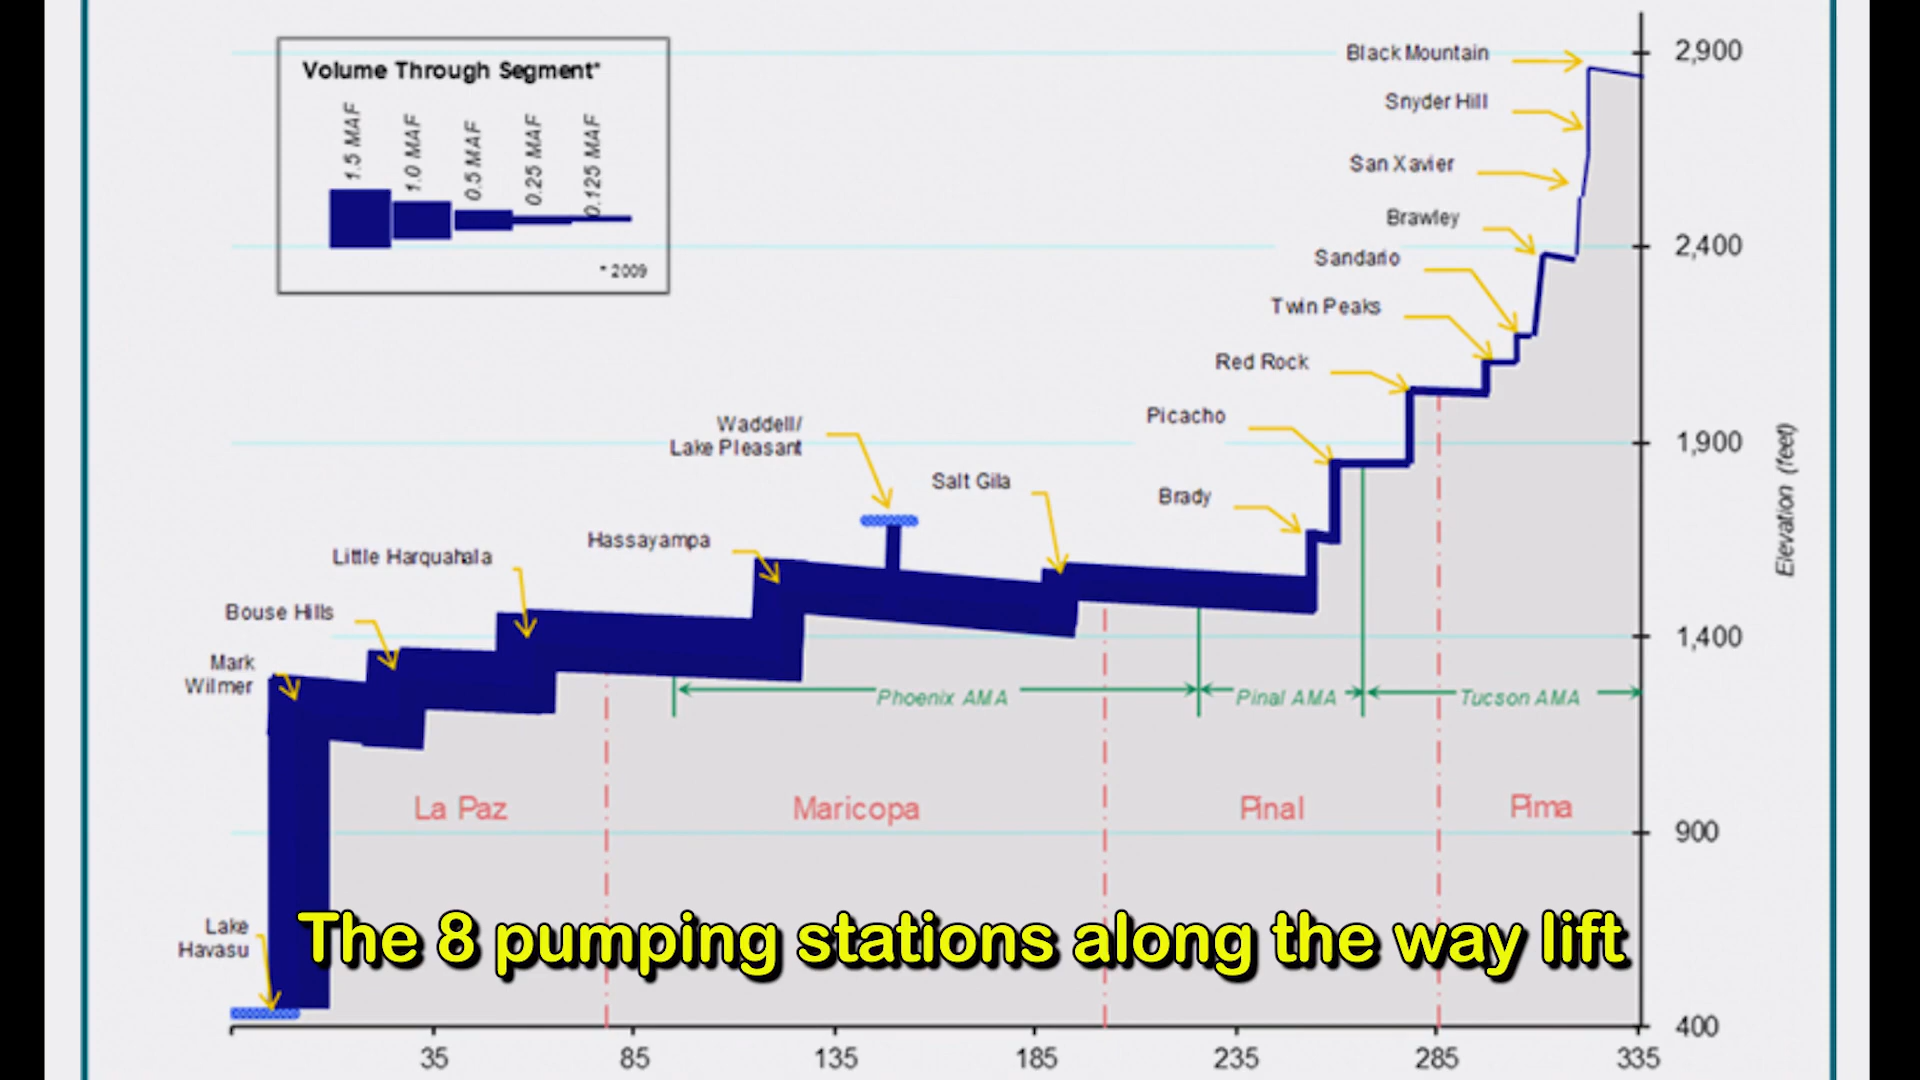 Volume Through Segment*
1.5 MAF
1.0 MAF
0.5 MAF
0.25 MAF
0.125 MAF
* 2009
Black Mountain
Snyder Hill
San Xavier
Brawley
Sandario
Twin Peaks
Red Rock
Picacho
Brady
Salt Gila
Waddell/
Lake Pleasant
Hassayampa
Little Harquahala
Bouse Hills
Mark
Wilmer
Lake
Havasu
2,900
2,400
1,900
1,400
900
400
Elevation (feet)
Phoenix AMA
Pinal AMA
Tucson AMA
La Paz
Maricopa
Pinal
Pima
The 8 pumping stations along the way lift
35
85
135
185
235
285
335